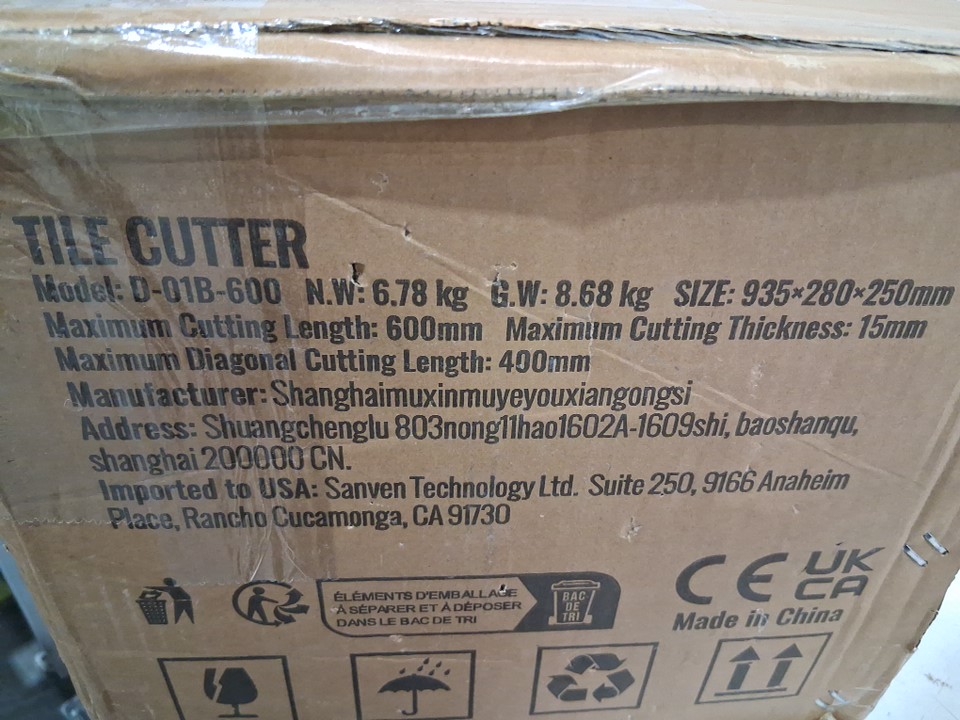 TILE CUTTER
Model: D-01B-600 N.W: 6.78 kg G.W: 8.68 kg SIZE: 935×280×250mm
Maximum Cutting Length: 600mm Maximum Cutting Thickness: 15mm
Maximum Diagonal Cutting Length: 400mm
Manufacturer: Shanghaimuxinmuyeyouxiangongsi
Address: Shuangchenglu 803nong11hao1602A-1609shi, baoshanqu,
shanghai 200000 CN.
Imported to USA: Sanven Technology Ltd. Suite 250, 9166 Anaheim
Place, Rancho Cucamonga, CA 91730
ÉLÉMENTS D'EMBALLAGE
À SÉPARER ET À DÉPOSER
DANS LE BAC DE TRI
BAC
DE
TRI
CE
UK
CA
Made in China